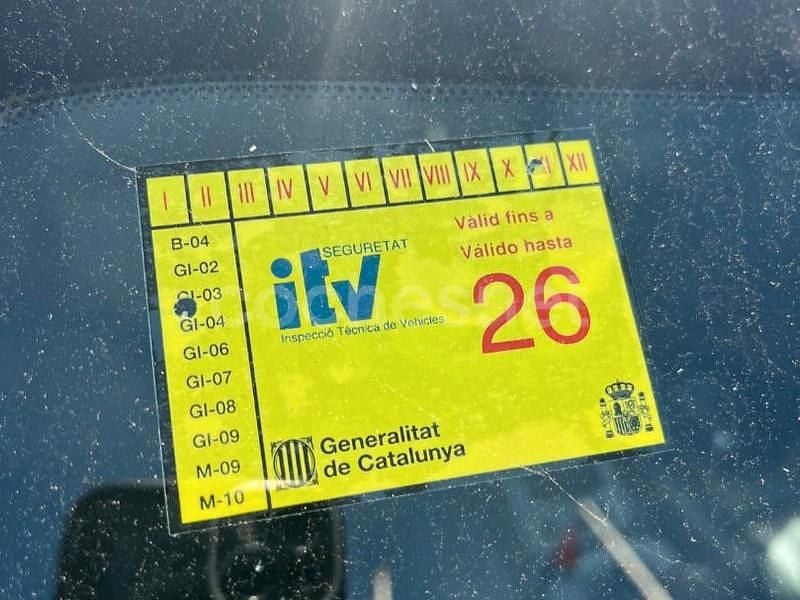 I II III IV V VI VII VIII IX X XI XII
B-04
GI-02
GI-03
GI-04
GI-06
GI-07
GI-08
GI-09
M-09
M-10
SEGURETAT
itv
Inspecció Tècnica de Vehicles
Vàlid fins a
Válido hasta
26
Generalitat
de Catalunya
coches.net